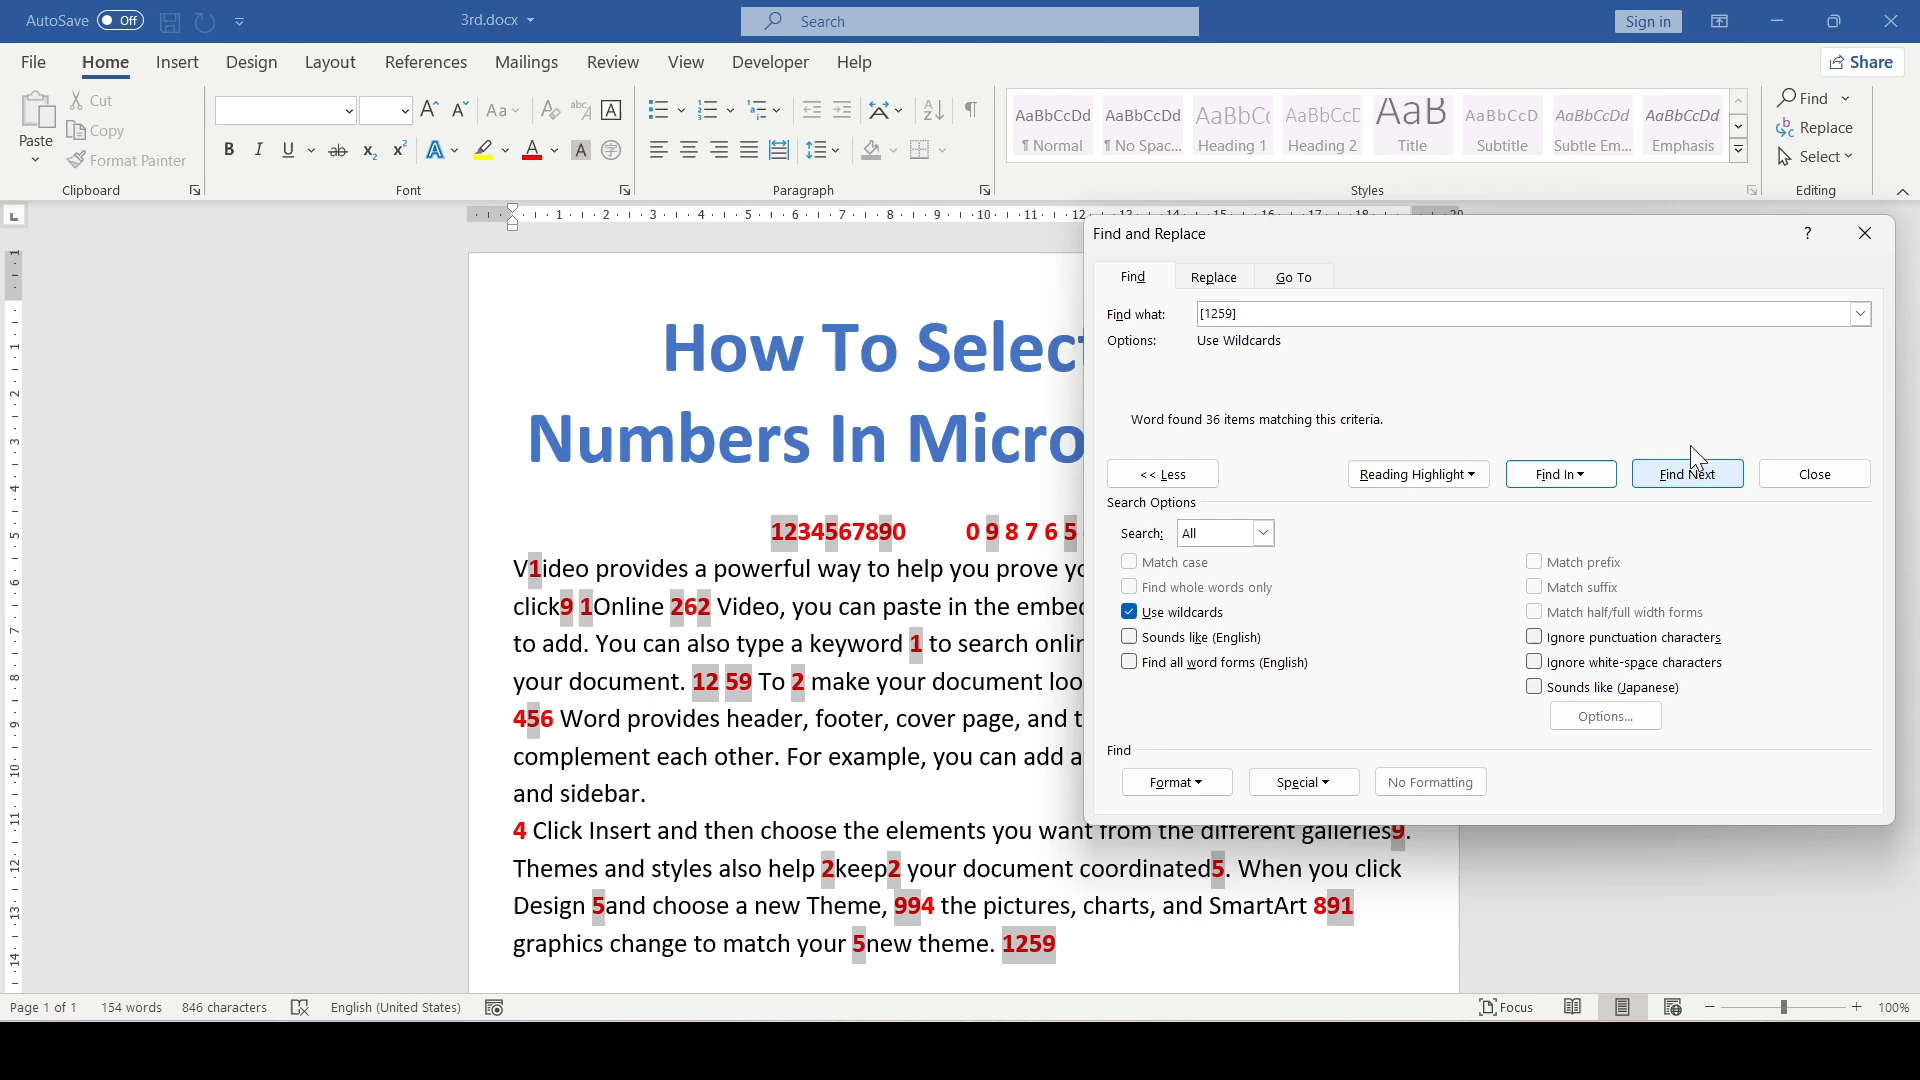 AutoSave Off 3rd.docx Search Sign in
File Home Insert Design Layout References Mailings Review View Developer Help Share
Paste Cut Copy Format Painter
Clipboard
Aa
B I U ab x₂ x² A A A
Font
Paragraph
AaBbCcDd AaBbCcDd AaBbC AaBbCcE AaB AaBbCcD AaBbCcDd AaBbCcDd
¶ Normal ¶ No Spac... Heading 1 Heading 2 Title Subtitle Subtle Em... Emphasis
Styles
Find
Replace
Select
Editing
Find and Replace
Find Replace Go To
Find what: [1259]
Options: Use Wildcards
Word found 36 items matching this criteria.
<< Less Reading Highlight Find In Find Next Close
Search Options
Search: All
Match case
Find whole words only
Use wildcards
Sounds like (English)
Find all word forms (English)
Match prefix
Match suffix
Match half/full width forms
Ignore punctuation characters
Ignore white-space characters
Sounds like (Japanese)
Options...
Find
Format Special No Formatting
How To Select
Numbers In Micro
1234567890 0 9 8 7 6 5
V1ideo provides a powerful way to help you prove yo
click9 1Online 262 Video, you can paste in the embe
to add. You can also type a keyword 1 to search onlin
your document. 12 59 To 2 make your document loo
456 Word provides header, footer, cover page, and t
complement each other. For example, you can add a
and sidebar.
4 Click Insert and then choose the elements you want from the different galleries9.
Themes and styles also help 2keep2 your document coordinated5. When you click
Design 5and choose a new Theme, 994 the pictures, charts, and SmartArt 891
graphics change to match your 5new theme. 1259
Page 1 of 1 154 words 846 characters English (United States) Focus 100%